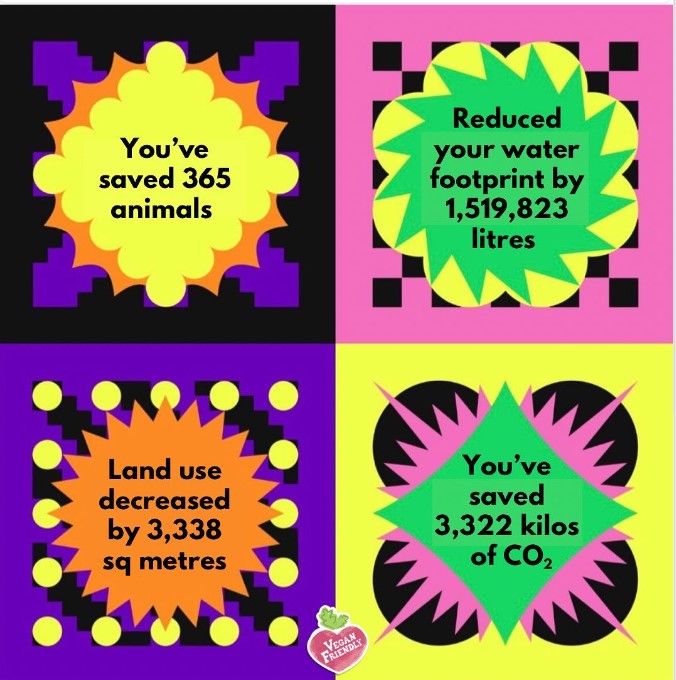 You’ve
saved 365
animals
Reduced
your water
footprint by
1,519,823
litres
Land use
decreased
by 3,338
sq metres
You’ve
saved
3,322 kilos
of CO₂
VEGAN
FRIENDLY